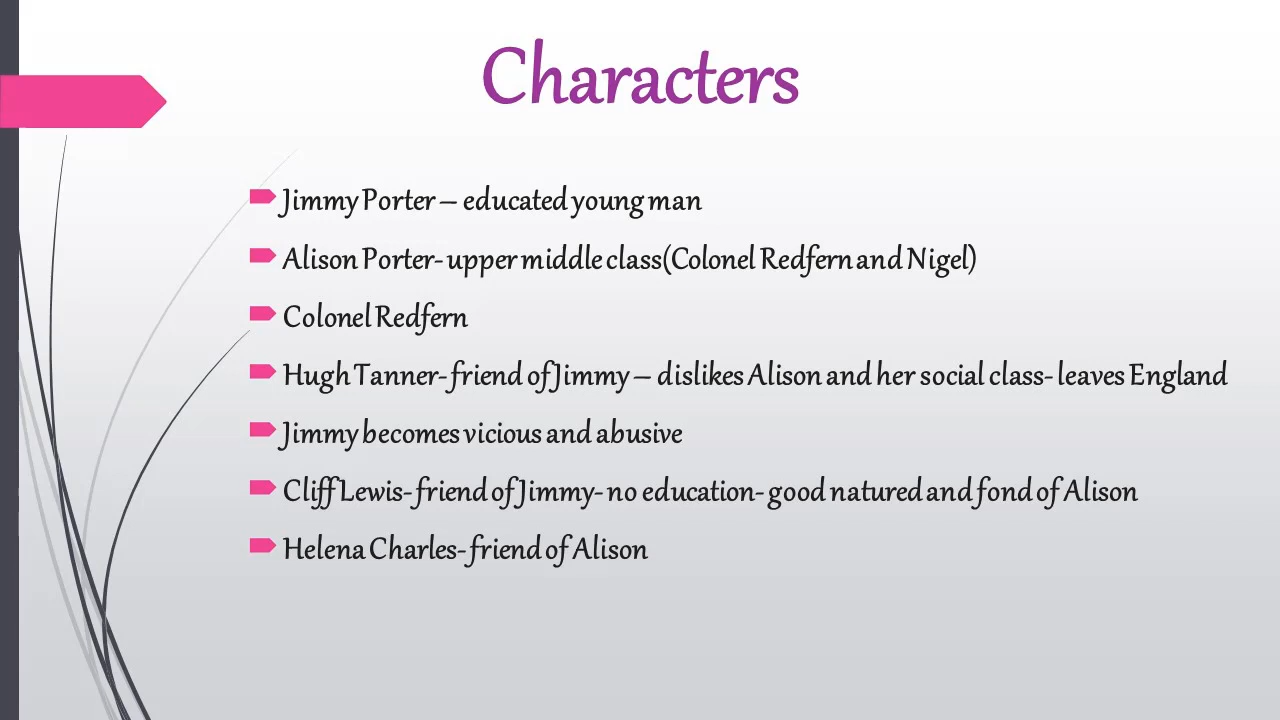 Characters
Jimmy Porter – educated young man
Alison Porter- upper middle class(Colonel Redfern and Nigel)
Colonel Redfern
Hugh Tanner- friend of Jimmy – dislikes Alison and her social class- leaves England
Jimmy becomes vicious and abusive
Cliff Lewis- friend of Jimmy- no education- good natured and fond of Alison
Helena Charles- friend of Alison